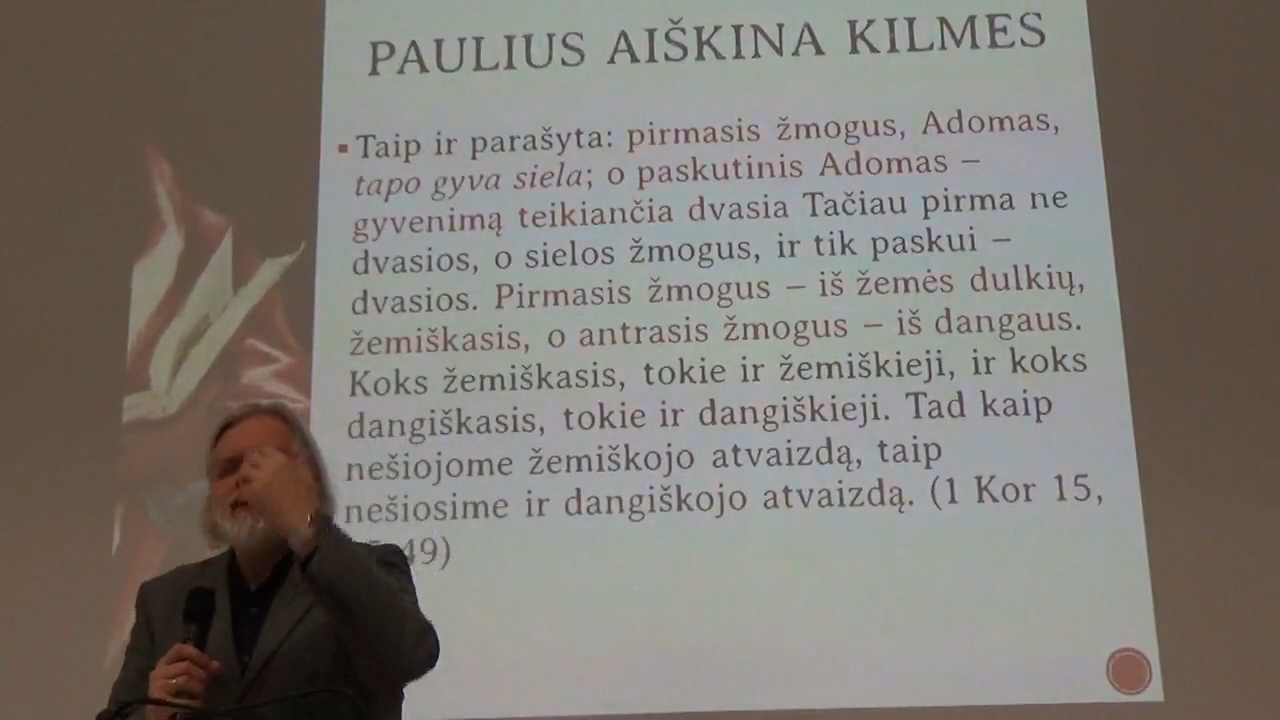 PAULIUS AIŠKINA KILMES
Taip ir parašyta: pirmasis žmogus, Adomas,
tapo gyva siela; o paskutinis Adomas –
gyvenimą teikiančia dvasia Tačiau pirma ne
dvasios, o sielos žmogus, ir tik paskui –
dvasios. Pirmasis žmogus – iš žemės dulkių,
žemiškasis, o antrasis žmogus – iš dangaus.
Koks žemiškasis, tokie ir žemiškieji, ir koks
dangiškasis, tokie ir dangiškieji. Tad kaip
nešiojome žemiškojo atvaizdą, taip
nešiosime ir dangiškojo atvaizdą. (1 Kor 15,
49)